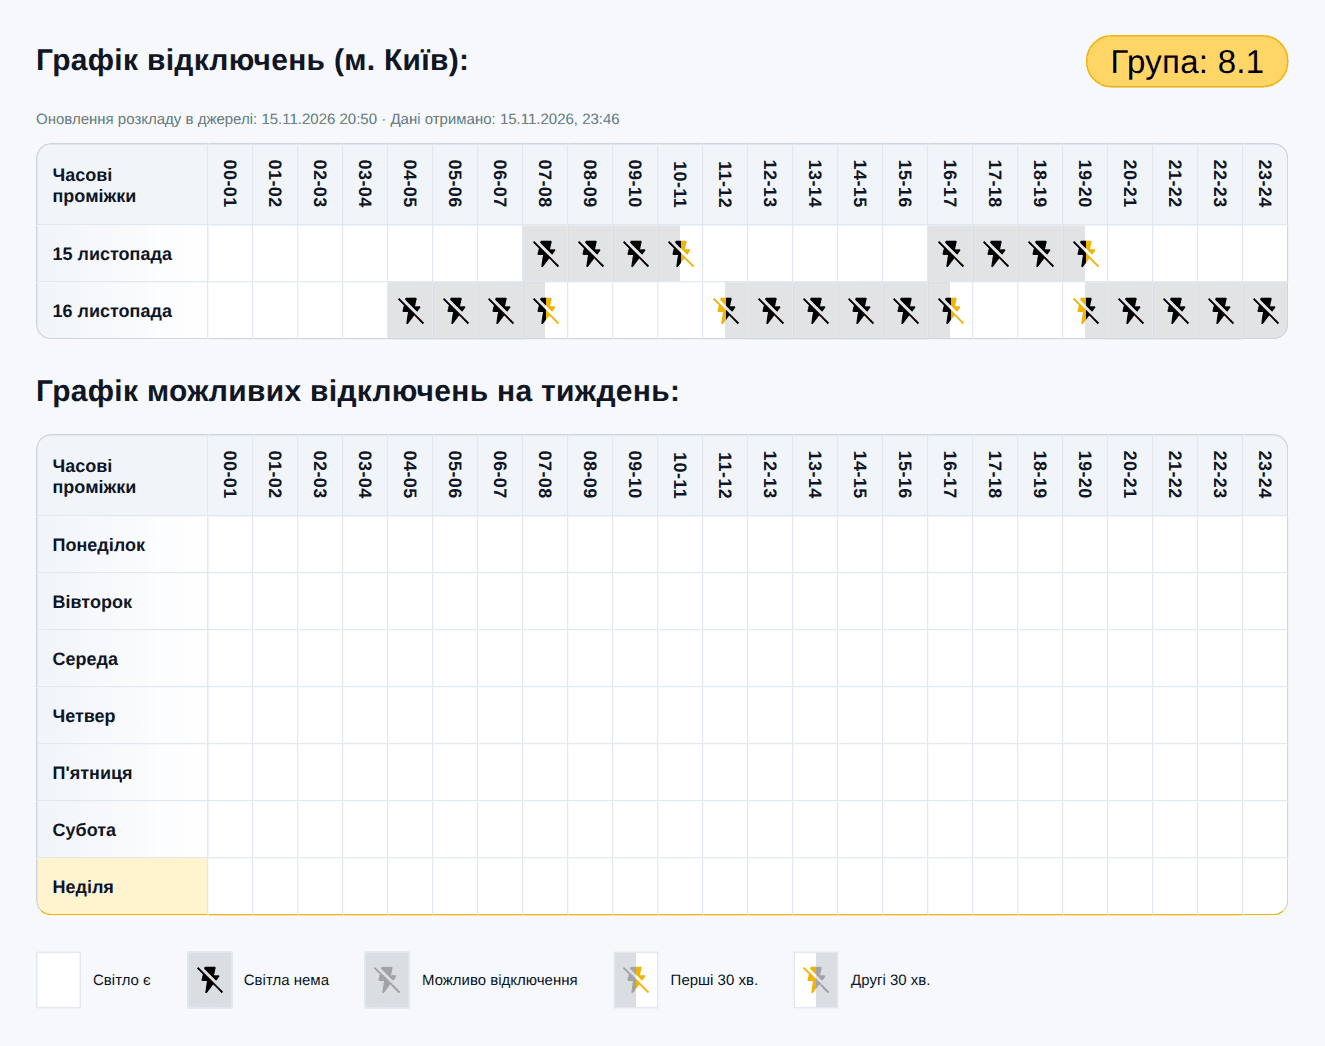 Графік відключень (м. Київ):
Група: 8.1
Оновлення розкладу в джерелі: 15.11.2026 20:50 · Дані отримано: 15.11.2026, 23:46
Часові
проміжки
00-01 01-02 02-03 03-04 04-05 05-06 06-07 07-08 08-09 09-10 10-11 11-12 12-13 13-14 14-15 15-16 16-17 17-18 18-19 19-20 20-21 21-22 22-23 23-24
15 листопада
16 листопада
Графік можливих відключень на тиждень:
Часові
проміжки
00-01 01-02 02-03 03-04 04-05 05-06 06-07 07-08 08-09 09-10 10-11 11-12 12-13 13-14 14-15 15-16 16-17 17-18 18-19 19-20 20-21 21-22 22-23 23-24
Понеділок
Вівторок
Середа
Четвер
П'ятниця
Субота
Неділя
Світло є Світла нема Можливо відключення Перші 30 хв. Другі 30 хв.